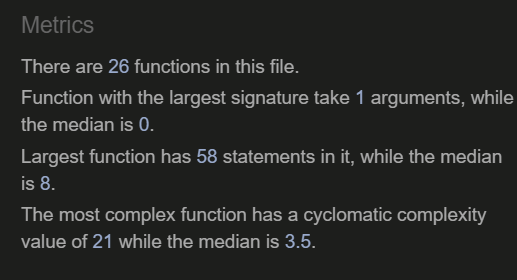 Metrics
There are 26 functions in this file.
Function with the largest signature take 1 arguments, while
the median is 0.
Largest function has 58 statements in it, while the median
is 8.
The most complex function has a cyclomatic complexity
value of 21 while the median is 3.5.